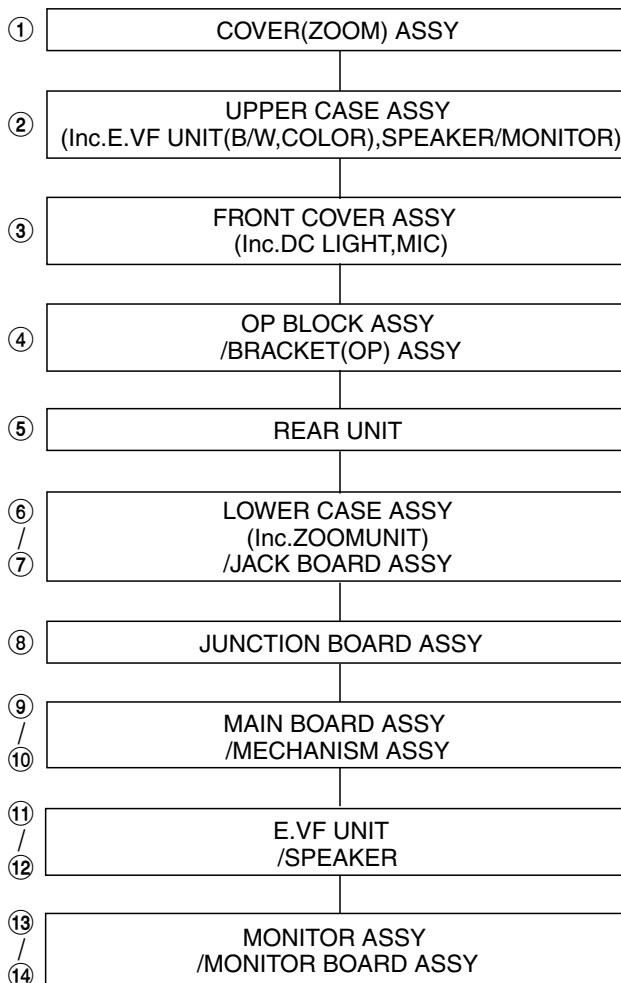 ① COVER(ZOOM) ASSY
② UPPER CASE ASSY
(Inc.E.VF UNIT(B/W,COLOR),SPEAKER/MONITOR)
③ FRONT COVER ASSY
(Inc.DC LIGHT,MIC)
④ OP BLOCK ASSY
/BRACKET(OP) ASSY
⑤ REAR UNIT
⑥ LOWER CASE ASSY
/ (Inc.ZOOMUNIT)
⑦ /JACK BOARD ASSY
⑧ JUNCTION BOARD ASSY
⑨
/ MAIN BOARD ASSY
⑩ /MECHANISM ASSY
⑪
/ E.VF UNIT
⑫ /SPEAKER
⑬
/ MONITOR ASSY
⑭ /MONITOR BOARD ASSY